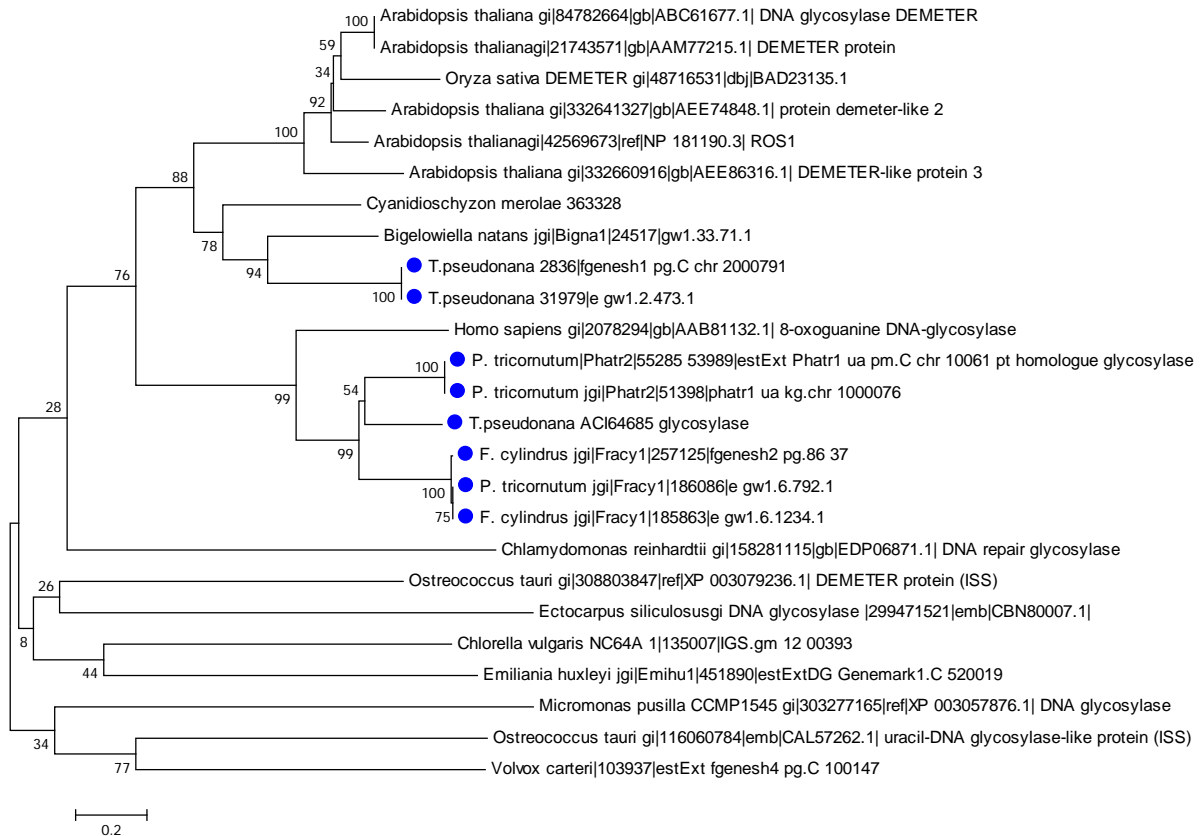 Arabidopsis thaliana gi|84782664|gb|ABC61677.1| DNA glycosylase DEMETER
100
Arabidopsis thalianagi|21743571|gb|AAM77215.1| DEMETER protein
59
Oryza sativa DEMETER gi|48716531|dbj|BAD23135.1
34
Arabidopsis thaliana gi|332641327|gb|AEE74848.1| protein demeter-like 2
92
Arabidopsis thalianagi|42569673|ref|NP 181190.3| ROS1
100
Arabidopsis thaliana gi|332660916|gb|AEE86316.1| DEMETER-like protein 3
88
Cyanidioschyzon merolae 363328
78
Bigelowiella natans jgi|Bigna1|24517|gw1.33.71.1
94
T.pseudonana 2836|fgenesh1 pg.C chr 2000791
76
100
T.pseudonana 31979|e gw1.2.473.1
Homo sapiens gi|2078294|gb|AAB81132.1| 8-oxoguanine DNA-glycosylase
P. tricornutum|Phatr2|55285 53989|estExt Phatr1 ua pm.C chr 10061 pt homologue glycosylase
100
P. tricornutum jgi|Phatr2|51398|phatr1 ua kg.chr 1000076
54
99
28
T.pseudonana ACI64685 glycosylase
99
F. cylindrus jgi|Fracy1|257125|fgenesh2 pg.86 37
P. tricornutum jgi|Fracy1|186086|e gw1.6.792.1
100
75
F. cylindrus jgi|Fracy1|185863|e gw1.6.1234.1
Chlamydomonas reinhardtii gi|158281115|gb|EDP06871.1| DNA repair glycosylase
26
Ostreococcus tauri gi|308803847|ref|XP 003079236.1| DEMETER protein (ISS)
Ectocarpus siliculosusgi DNA glycosylase |299471521|emb|CBN80007.1|
8
Chlorella vulgaris NC64A 1|135007|IGS.gm 12 00393
44
Emiliania huxleyi jgi|Emihu1|451890|estExtDG Genemark1.C 520019
Micromonas pusilla CCMP1545 gi|303277165|ref|XP 003057876.1| DNA glycosylase
34
Ostreococcus tauri gi|116060784|emb|CAL57262.1| uracil-DNA glycosylase-like protein (ISS)
77
Volvox carteri|103937|estExt fgenesh4 pg.C 100147
0.2